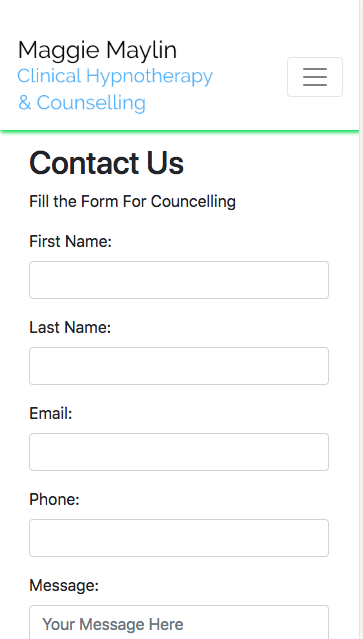 Maggie Maylin
Clinical Hypnotherapy
& Counselling
Contact Us
Fill the Form For Councelling
First Name:
Last Name:
Email:
Phone:
Message:
Your Message Here